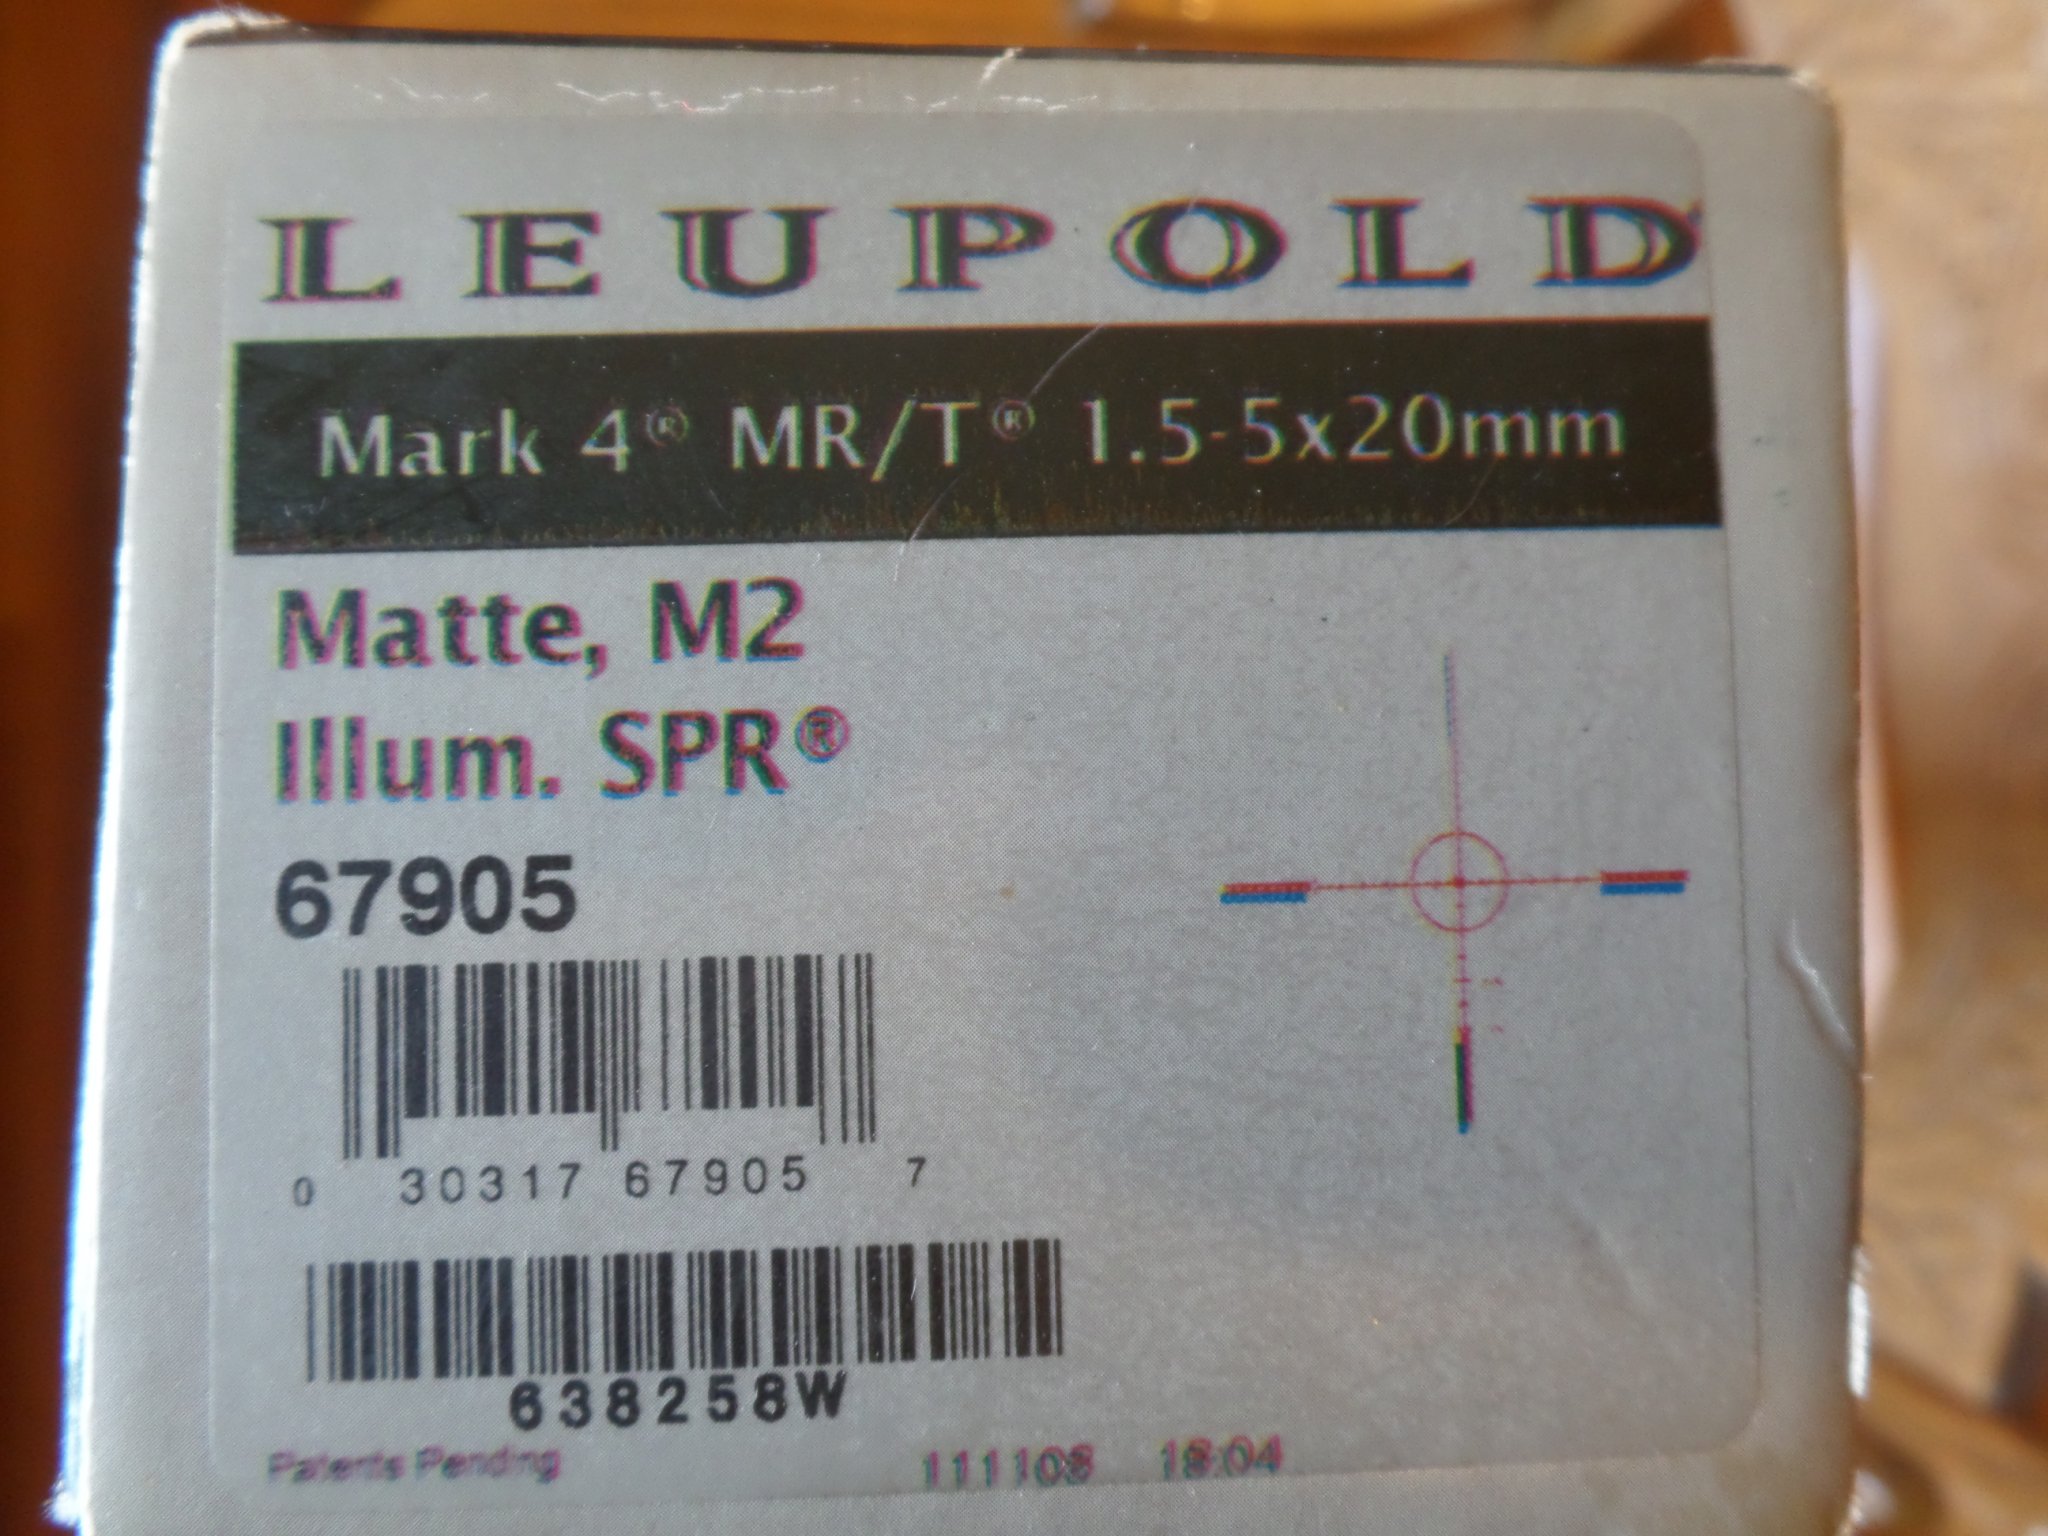 LEUPOLD
Mark 4® MR/T® 1.5-5x20mm
Matte, M2
Illum. SPR®
67905
0 30317 67905 7
638258W
Patents Pending 111108 18:04